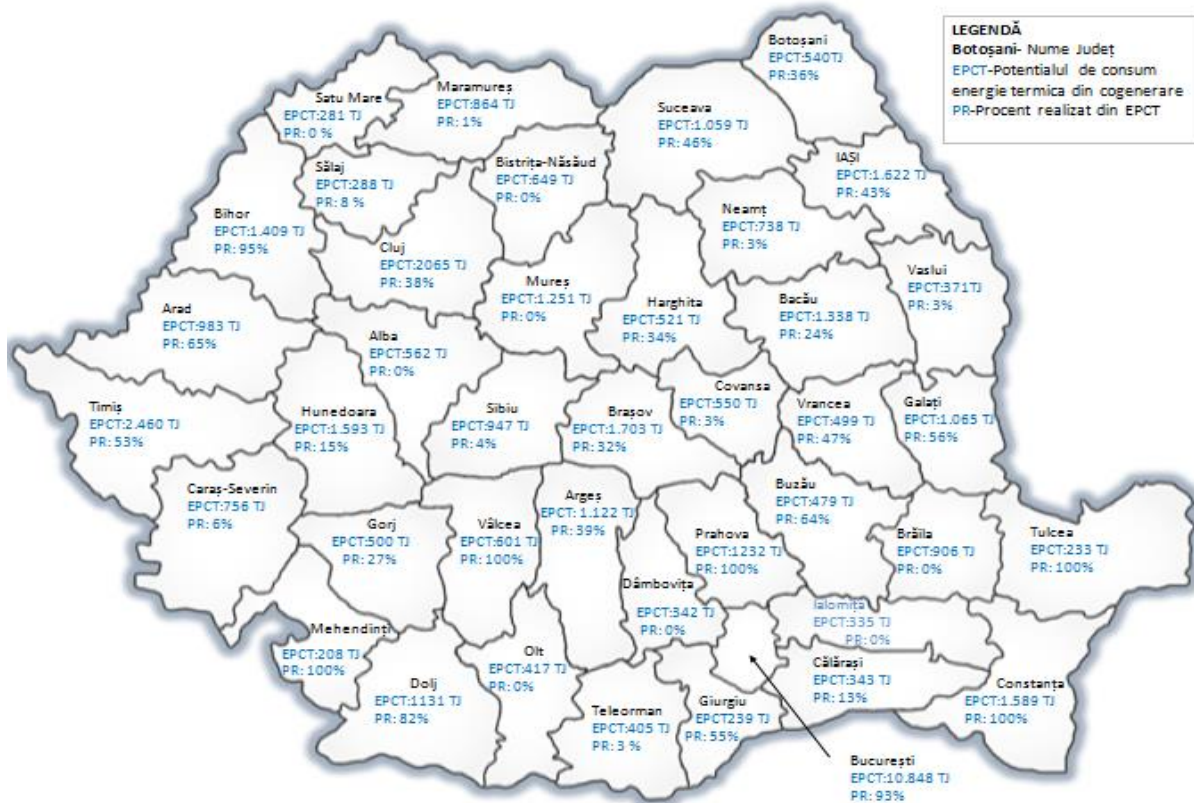 LEGENDĂ
Botoșani- Nume Județ
EPCT-Potentialul de consum
energie termica din cogenerare
PR-Procent realizat din EPCT
Botoșani
EPCT:540TJ
PR:36%
Maramureș
EPCT:864 TJ
PR: 1%
Satu Mare
EPCT:281 TJ
PR: 0 %
Suceava
EPCT:1.059 TJ
PR: 46%
IAȘI
EPCT:1.622 TJ
PR: 43%
Sălaj
EPCT:288 TJ
PR: 8 %
Bistrița-Năsăud
EPCT:649 TJ
PR: 0%
Neamț
EPCT:738 TJ
PR: 3%
Bihor
EPCT:1.409 TJ
PR: 95%
Cluj
EPCT:2065 TJ
PR: 38%
Mureș
EPCT:1.251 TJ
PR: 0%
Harghita
EPCT:521 TJ
PR: 34%
Bacău
EPCT:1.338 TJ
PR: 24%
Vaslui
EPCT:371TJ
PR: 3%
Arad
EPCT:983 TJ
PR: 65%
Alba
EPCT:562 TJ
PR: 0%
Timiș
EPCT:2.460 TJ
PR: 53%
Hunedoara
EPCT:1.593 TJ
PR: 15%
Sibiu
EPCT:947 TJ
PR: 4%
Brașov
EPCT:1.703 TJ
PR: 32%
Covansa
EPCT:550 TJ
PR: 3%
Vrancea
EPCT:499 TJ
PR: 47%
Galați
EPCT:1.065 TJ
PR: 56%
Caraș-Severin
EPCT:756 TJ
PR: 6%
Gorj
EPCT:500 TJ
PR: 27%
Vâlcea
EPCT:601 TJ
PR: 100%
Argeș
EPCT: 1.122 TJ
PR: 39%
Prahova
EPCT:1232 TJ
PR: 100%
Buzău
EPCT:479 TJ
PR: 64%
Brăila
EPCT:906 TJ
PR: 0%
Tulcea
EPCT:233 TJ
PR: 100%
Dâmbovița
EPCT:342 TJ
PR: 0%
Ialomița
EPCT:335 TJ
PR: 0%
Mehendinți
EPCT:208 TJ
PR: 100%
Dolj
EPCT:1131 TJ
PR: 82%
Olt
EPCT:417 TJ
PR: 0%
Teleorman
EPCT:405 TJ
PR: 3 %
Giurgiu
EPCT239 TJ
PR: 55%
Călărași
EPCT:343 TJ
PR: 13%
Constanța
EPCT:1.589 TJ
PR: 100%
București
EPCT:10.848 TJ
PR: 93%